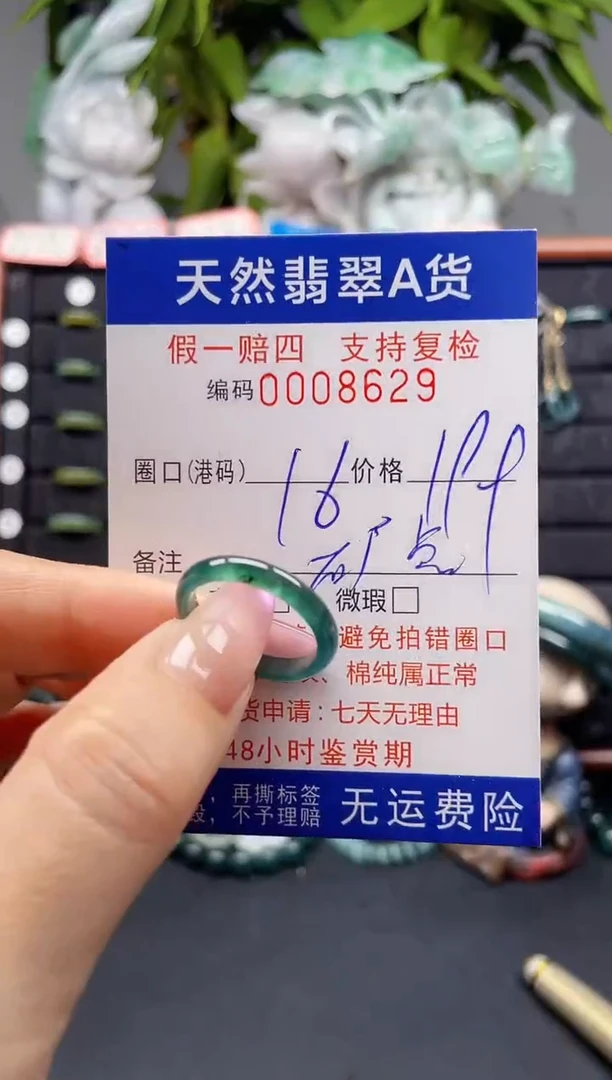 天然翡翠A货
假一赔四 支持复检
编码0008629
圈口(港码) 16 价格 199
备注 矿点
微瑕□
避免拍错圈口
、棉纯属正常
货申请：七天无理由
48小时鉴赏期
，再撕标签 无运费险
，不予理赔